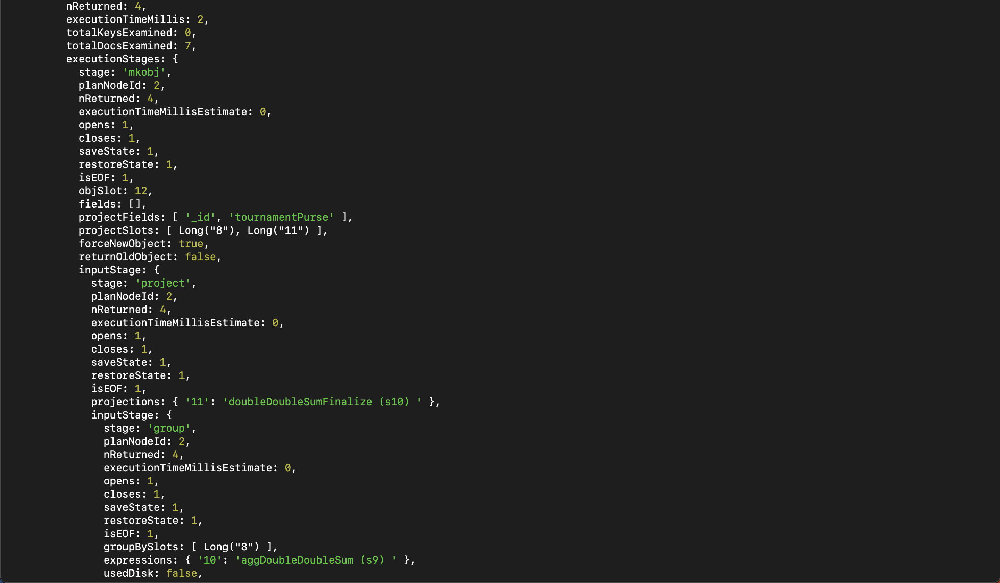 nReturned: 4,
executionTimeMillis: 2,
totalKeysExamined: 0,
totalDocsExamined: 7,
executionStages: {
stage: 'mkobj',
planNodeId: 2,
nReturned: 4,
executionTimeMillisEstimate: 0,
opens: 1,
closes: 1,
saveState: 1,
restoreState: 1,
isEOF: 1,
objSlot: 12,
fields: [],
projectFields: [ '_id', 'tournamentPurse' ],
projectSlots: [ Long("8"), Long("11") ],
forceNewObject: true,
returnOldObject: false,
inputStage: {
stage: 'project',
planNodeId: 2,
nReturned: 4,
executionTimeMillisEstimate: 0,
opens: 1,
closes: 1,
saveState: 1,
restoreState: 1,
isEOF: 1,
projections: { '11': 'doubleDoubleSumFinalize (s10) ' },
inputStage: {
stage: 'group',
planNodeId: 2,
nReturned: 4,
executionTimeMillisEstimate: 0,
opens: 1,
closes: 1,
saveState: 1,
restoreState: 1,
isEOF: 1,
groupBySlots: [ Long("8") ],
expressions: { '10': 'aggDoubleDoubleSum (s9) ' },
usedDisk: false,